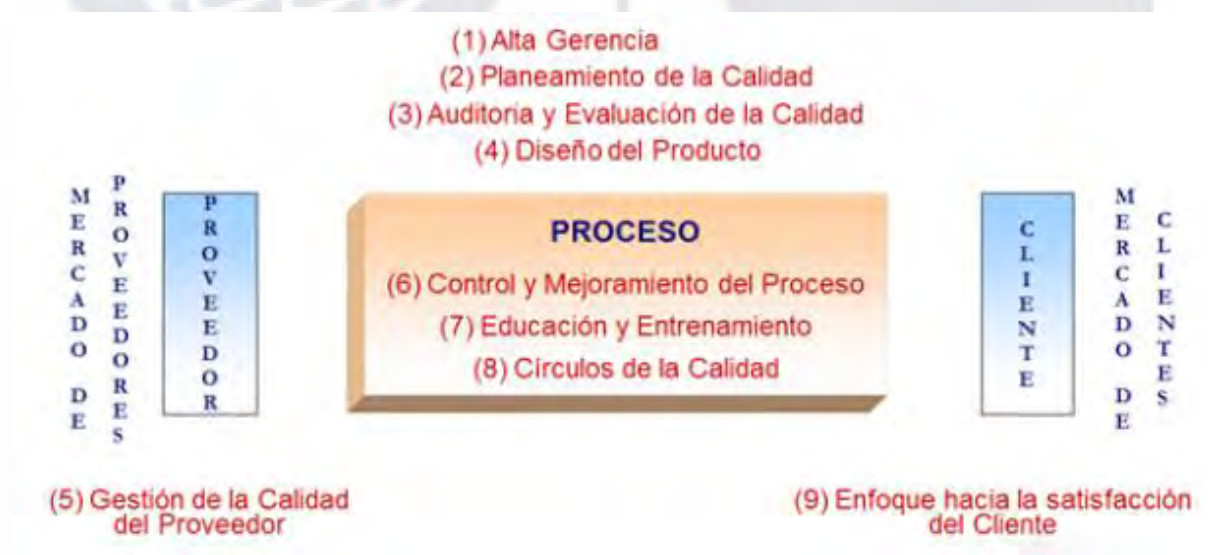 (1) Alta Gerencia
(2) Planeamiento de la Calidad
(3) Auditoria y Evaluación de la Calidad
(4) Diseño del Producto
MERCADO DE
PROVEEDORES
PROVEEDOR
PROCESO
(6) Control y Mejoramiento del Proceso
(7) Educación y Entrenamiento
(8) Círculos de la Calidad
CLIENTE
MERCADO DE
CLIENTES
(5) Gestión de la Calidad
del Proveedor
(9) Enfoque hacia la satisfacción
del Cliente